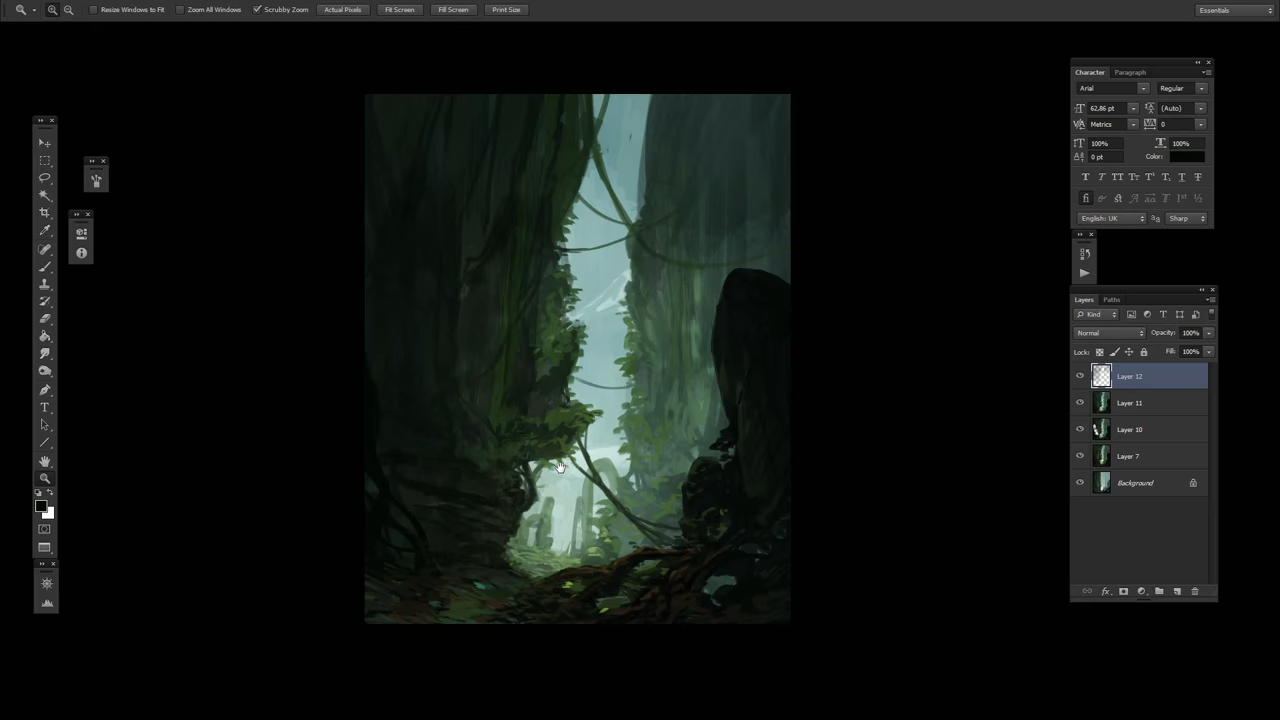 Resize Windows to Fit
Zoom All Windows
Scrubby Zoom
Actual Pixels
Fit Screen
Fill Screen
Print Size
Essentials
Character
Paragraph
Arial
Regular
62.86 pt
(Auto)
Metrics
0
100%
100%
0 pt
Color:
English: UK
Sharp
Layers
Paths
Kind
Normal
Opacity: 100%
Lock:
Fill: 100%
Layer 12
Layer 11
Layer 10
Layer 7
Background